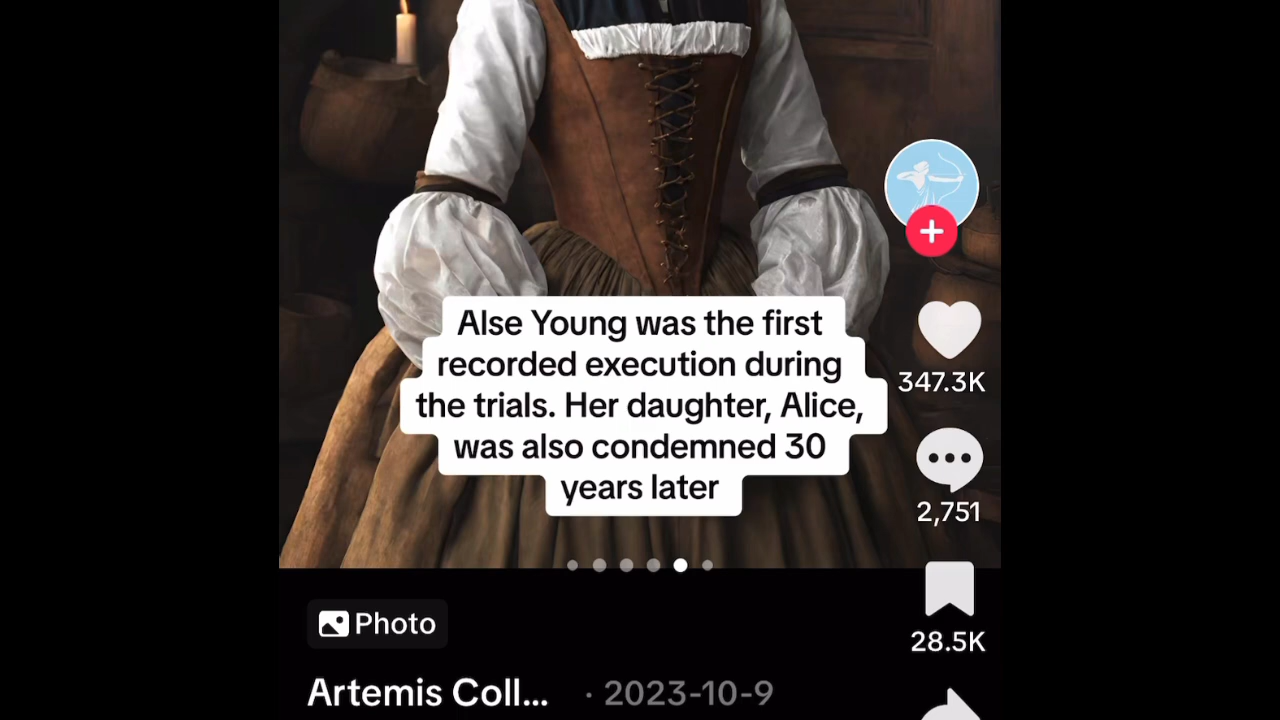 Alse Young was the first
recorded execution during
the trials. Her daughter, Alice,
was also condemned 30
years later
347.3K
2,751
28.5K
Photo
Artemis Coll... · 2023-10-9